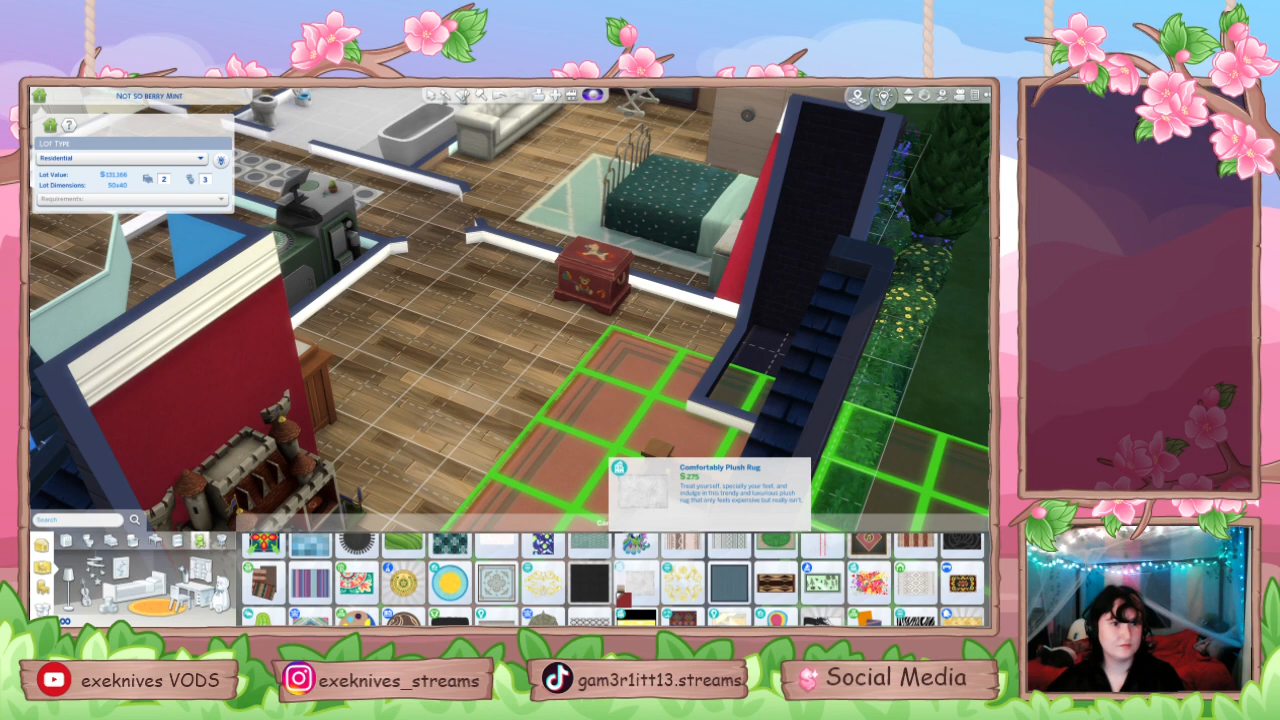 NOT SO BERRY MINT
?
LOT TYPE
Residential
Lot Value: §131,166
Lot Dimensions: 50x40
2
3
Requirements:
Comfortably Plush Rug
§275
Treat yourself, specially your feet, and
indulge in this trendy and luxurious plush
rug that only feels expensive but really isn't.
Search
exeknives VODS
exeknives_streams
gam3r1itt13.streams
Social Media